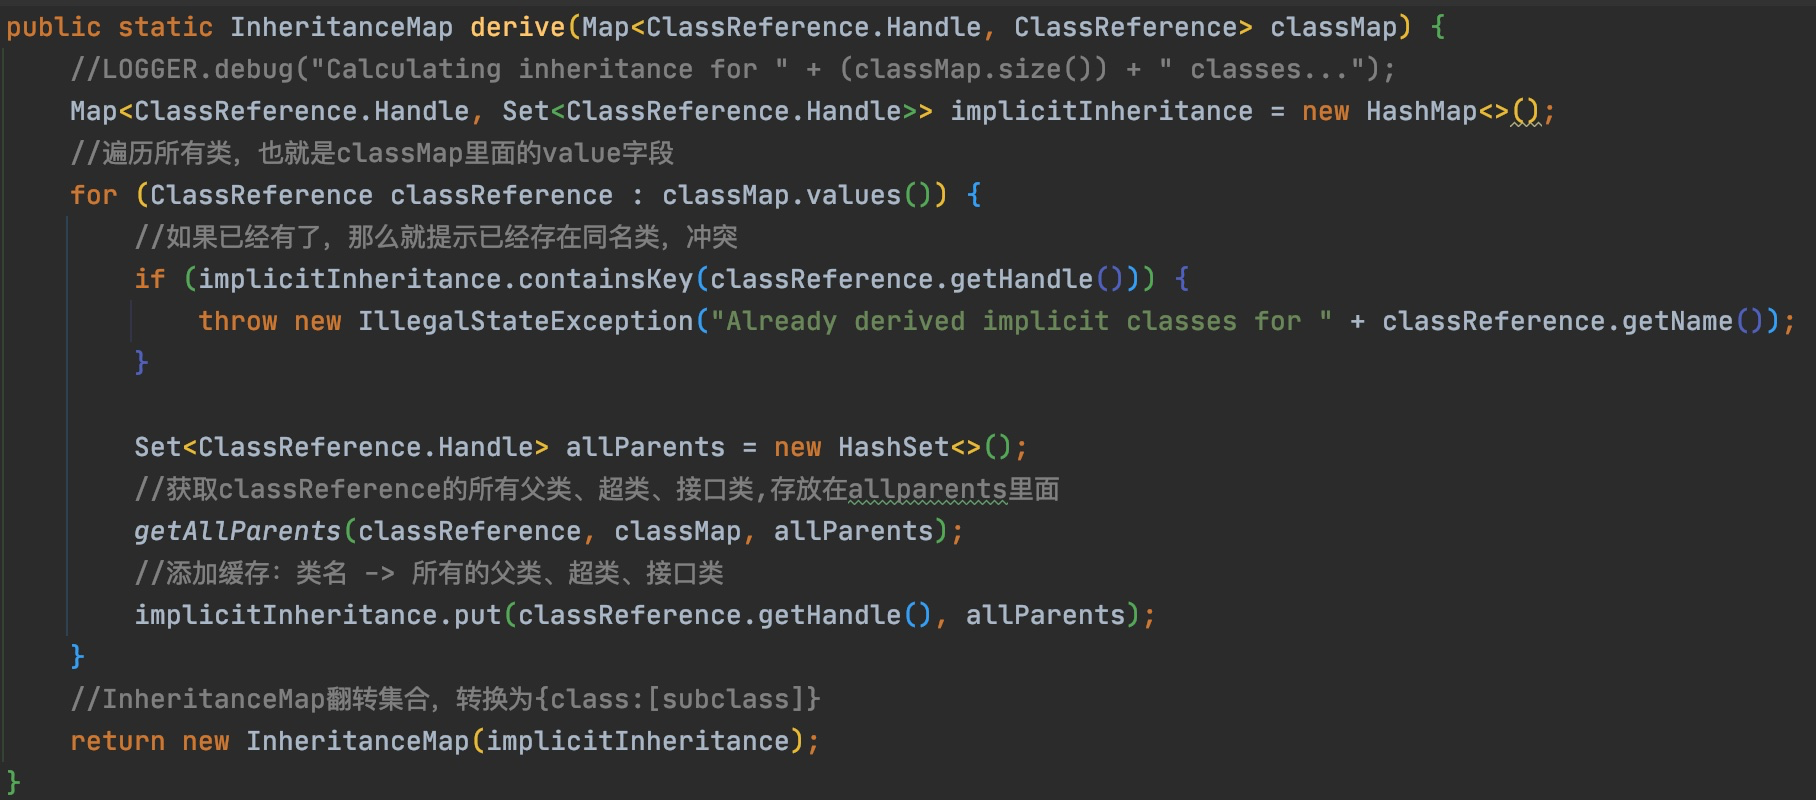 public static InheritanceMap derive(Map<ClassReference.Handle, ClassReference> classMap) {
//LOGGER.debug("Calculating inheritance for " + (classMap.size()) + " classes...");
Map<ClassReference.Handle, Set<ClassReference.Handle>> implicitInheritance = new HashMap<>();
//遍历所有类，也就是classMap里面的value字段
for (ClassReference classReference : classMap.values()) {
//如果已经有了，那么就提示已经存在同名类，冲突
if (implicitInheritance.containsKey(classReference.getHandle())) {
throw new IllegalStateException("Already derived implicit classes for " + classReference.getName());
}
Set<ClassReference.Handle> allParents = new HashSet<>();
//获取classReference的所有父类、超类、接口类,存放在allparents里面
getAllParents(classReference, classMap, allParents);
//添加缓存：类名 -> 所有的父类、超类、接口类
implicitInheritance.put(classReference.getHandle(), allParents);
}
//InheritanceMap翻转集合，转换为{class:[subclass]}
return new InheritanceMap(implicitInheritance);
}